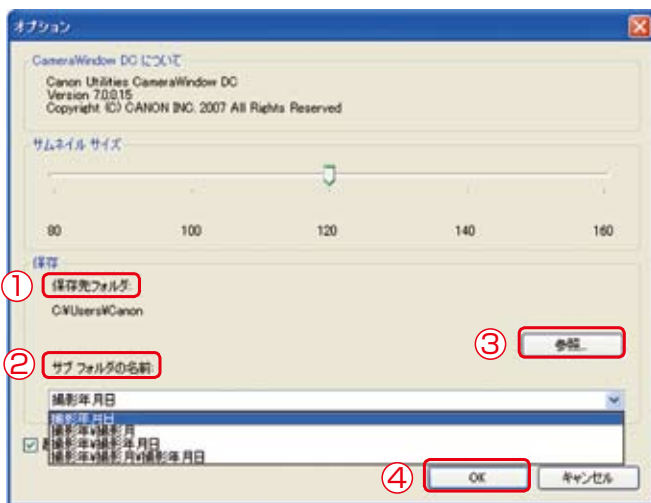 オプション
CameraWindow DC について
Canon Utilities CameraWindow DC
Version 7.0.0.15
Copyright (C) CANON INC. 2007 All Rights Reserved
サムネイル サイズ
80 100 120 140 160
保存
① 保存先フォルダ:
C:¥Users¥Canon
③ 参照...
② サブ フォルダの名前:
撮影年月日
撮影年月日
撮影年¥撮影月
撮影年¥撮影年月日
撮影年¥撮影月¥撮影年月日
④ OK キャンセル